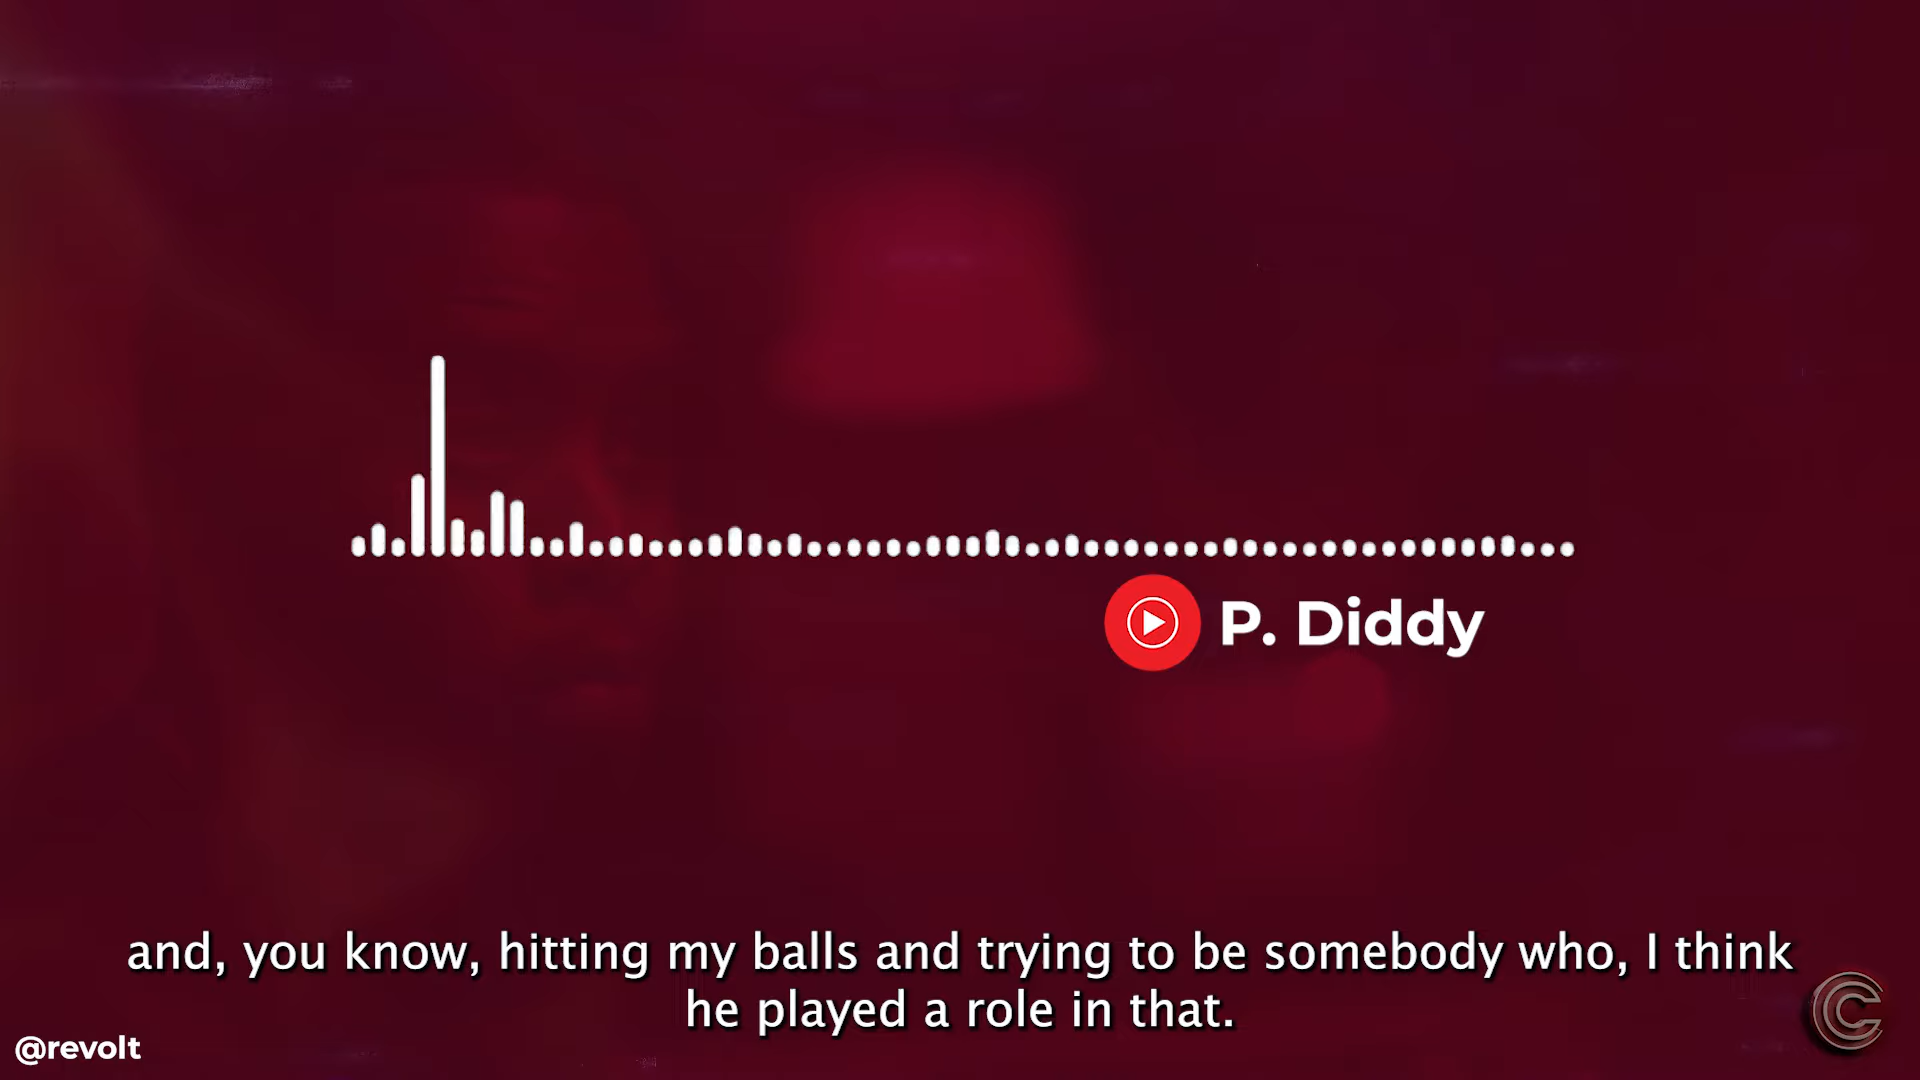 P. Diddy
and, you know, hitting my balls and trying to be somebody who, I think
he played a role in that.
@revolt